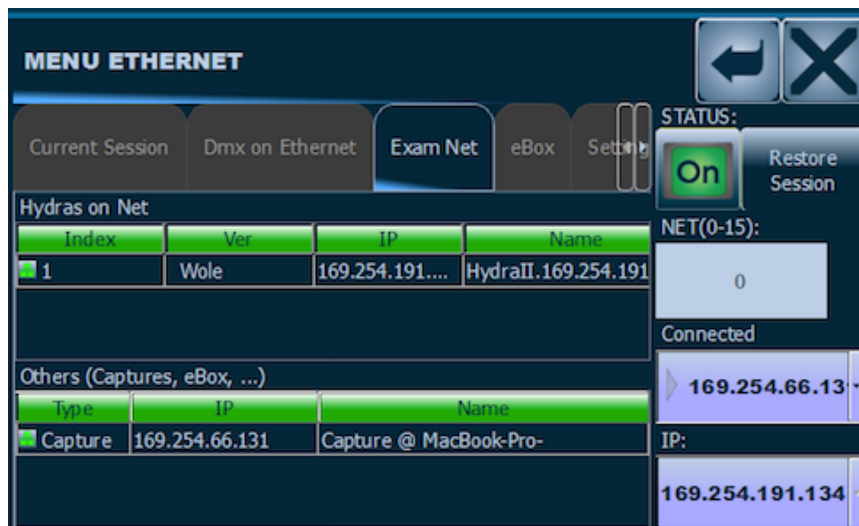 MENU ETHERNET
Current Session Dmx on Ethernet Exam Net eBox
STATUS:
On
Restore
Session
Hydras on Net
Index Ver IP Name
1 Wole 169.254.191.... HydraII.169.254.191
NET(0-15):
0
Others (Captures, eBox, ...)
Type IP Name
Capture 169.254.66.131 Capture @ MacBook-Pro-
Connected
169.254.66.13
IP:
169.254.191.134